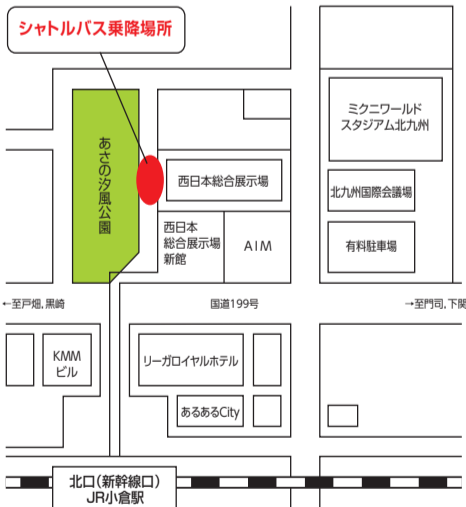 シャトルバス乗降場所
ミクニワールド
スタジアム北九州
あさの汐風公園
西日本総合展示場
北九州国際会議場
西日本
総合展示場
新館
AIM
有料駐車場
←至戸畑,黒崎
国道199号
→至門司,下関
KMM
ビル
リーガロイヤルホテル
あるあるCity
北口(新幹線口)
JR小倉駅